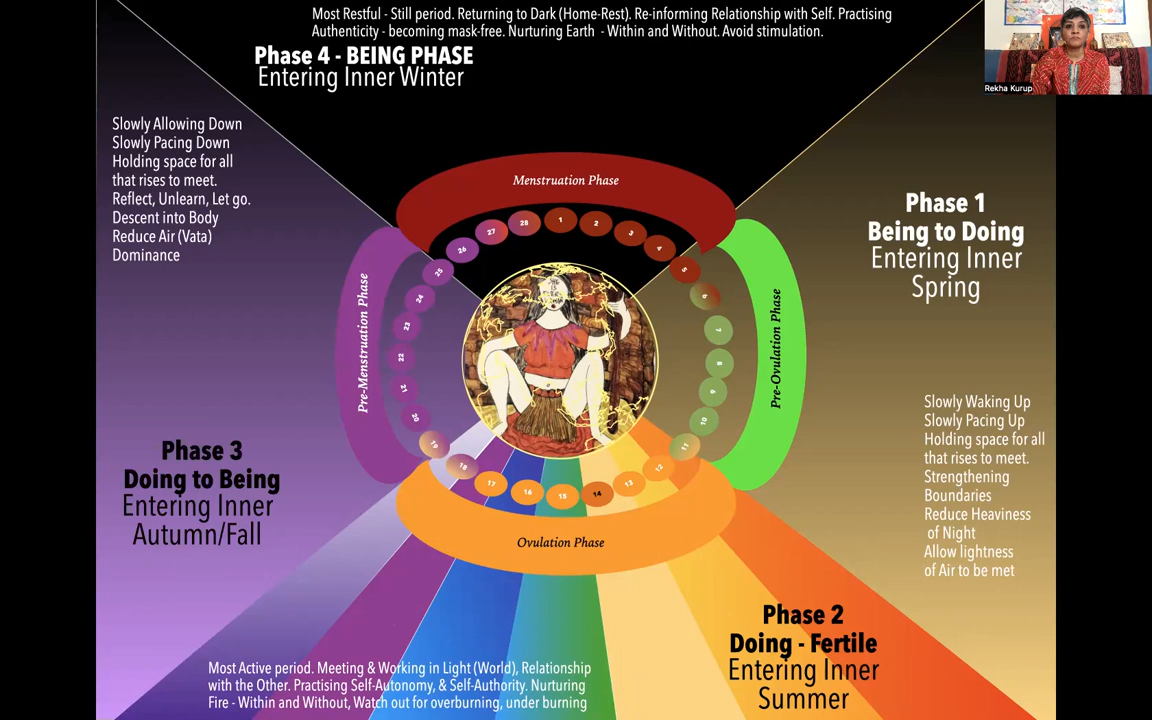 Most Restful - Still period. Returning to Dark (Home-Rest). Re-informing Relationship with Self. Practising
Authenticity - becoming mask-free. Nurturing Earth - Within and Without. Avoid stimulation.
Phase 4 - BEING PHASE
Entering Inner Winter
Rekha Kurup
Slowly Allowing Down
Slowly Pacing Down
Holding space for all
that rises to meet.
Reflect, Unlearn, Let go.
Descent into Body
Reduce Air (Vata)
Dominance
Menstruation Phase
Phase 1
Being to Doing
Entering Inner
Spring
1
2
3
4
5
6
7
8
9
10
11
12
13
14
15
16
17
18
19
20
21
22
23
24
25
26
27
28
Pre-Menstruation Phase
Pre-Ovulation Phase
Slowly Waking Up
Slowly Pacing Up
Holding space for all
that rises to meet.
Strengthening
Boundaries
Reduce Heaviness
of Night
Allow lightness
of Air to be met
Phase 3
Doing to Being
Entering Inner
Autumn/Fall
Ovulation Phase
Phase 2
Doing - Fertile
Entering Inner
Summer
Most Active period. Meeting & Working in Light (World), Relationship
with the Other. Practising Self-Autonomy, & Self-Authority. Nurturing
Fire - Within and Without, Watch out for overburning, under burning